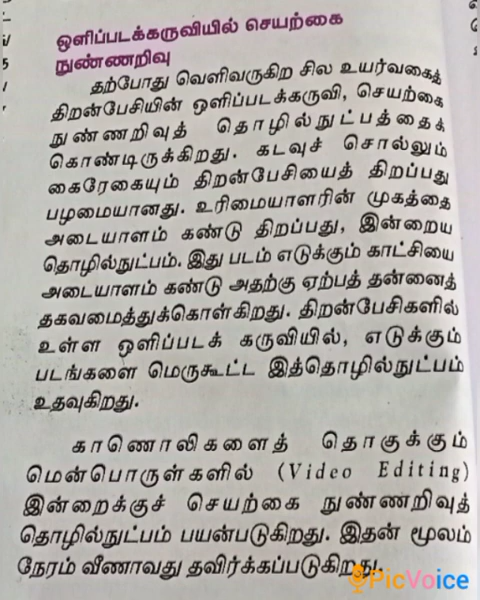 ஒளிப்படக்கருவியில் செயற்கை
நுண்ணறிவு
தற்போது வெளிவருகிற சில உயர்வகைத்
திறன்பேசியின் ஒளிப்படக்கருவி, செயற்கை
நுண்ணறிவுத் தொழில்நுட்பத்தைக்
கொண்டிருக்கிறது. கடவுச் சொல்லும்
கைரேகையும் திறன்பேசியைத் திறப்பது
பழமையானது. உரிமையாளரின் முகத்தை
அடையாளம் கண்டு திறப்பது, இன்றைய
தொழில்நுட்பம். இது படம் எடுக்கும் காட்சியை
அடையாளம் கண்டு அதற்கு ஏற்பத் தன்னைத்
தகவமைத்துக்கொள்கிறது. திறன்பேசிகளில்
உள்ள ஒளிப்படக் கருவியில், எடுக்கும்
படங்களை மெருகூட்ட இத்தொழில்நுட்பம்
உதவுகிறது.
காணொலிகளைத் தொகுக்கும்
மென்பொருள்களில் (Video Editing)
இன்றைக்குச் செயற்கை நுண்ணறிவுத்
தொழில்நுட்பம் பயன்படுகிறது. இதன் மூலம்
நேரம் வீணாவது தவிர்க்கப்படுகிறது.
PicVoice